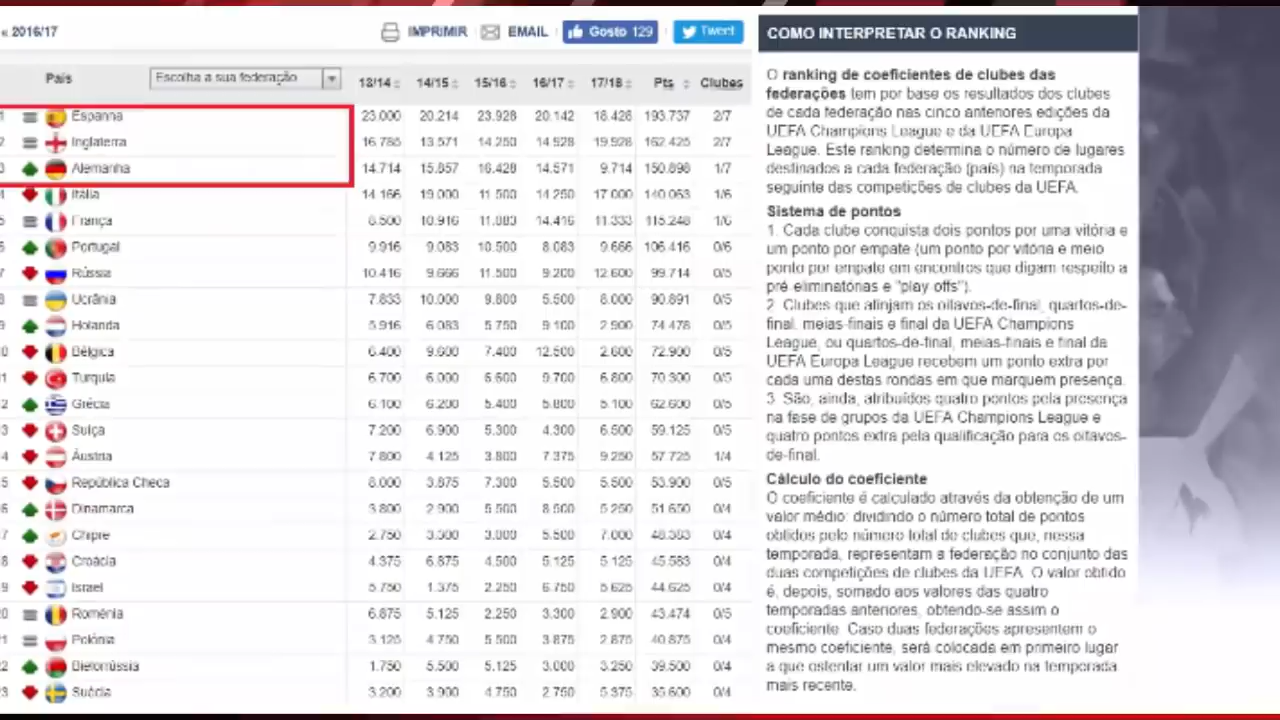 « 2016/17 IMPRIMIR EMAIL Gosto 129 Tweet
País Escolha a sua federação 13/14 14/15 15/16 16/17 17/18 Pts Clubes
1 Espanha 23.000 20.214 23.928 20.142 18.428 193.737 2/7
2 Inglaterra 16.785 13.571 14.250 14.928 19.928 162.425 2/7
3 Alemanha 14.714 15.857 16.428 14.571 9.714 150.898 1/7
4 Itália 14.166 19.000 11.500 14.250 17.000 140.063 1/6
5 França 8.500 10.916 11.083 14.416 11.333 115.248 1/6
6 Portugal 9.916 9.083 10.500 8.083 9.666 106.416 0/6
7 Rússia 10.416 9.666 11.500 9.200 12.600 99.714 0/5
8 Ucrânia 7.833 10.000 9.800 5.500 8.000 90.891 0/5
9 Holanda 5.916 6.083 5.750 9.100 2.900 74.478 0/5
0 Bélgica 6.400 9.600 7.400 12.500 2.600 72.900 0/5
1 Turquia 6.700 6.000 6.600 9.700 6.800 70.300 0/5
2 Grécia 6.100 6.200 5.400 5.800 5.100 62.600 0/5
3 Suíça 7.200 6.900 5.300 4.300 6.500 59.125 0/5
4 Áustria 7.800 4.125 3.800 7.375 9.250 57.725 1/4
5 República Checa 8.000 3.875 7.300 5.500 5.500 53.900 0/5
6 Dinamarca 3.800 2.900 5.500 8.500 5.250 51.650 0/4
7 Chipre 2.750 3.300 3.000 5.500 7.000 48.383 0/4
8 Croácia 4.375 6.875 4.500 5.125 5.125 45.583 0/4
9 Israel 5.750 1.375 2.250 6.750 5.625 44.625 0/4
20 Roménia 6.875 5.125 2.250 3.300 2.900 43.474 0/5
21 Polónia 3.125 4.750 5.500 3.875 2.875 40.875 0/4
22 Bielorrússia 1.750 5.500 5.125 3.000 3.250 39.500 0/4
23 Suécia 3.200 3.900 4.750 2.750 5.375 35.600 0/4
COMO INTERPRETAR O RANKING
O ranking de coeficientes de clubes das
federações tem por base os resultados dos clubes
de cada federação nas cinco anteriores edições da
UEFA Champions League e da UEFA Europa
League. Este ranking determina o número de lugares
destinados a cada federação (país) na temporada
seguinte das competições de clubes da UEFA.
Sistema de pontos
1. Cada clube conquista dois pontos por uma vitória e
um ponto por empate (um ponto por vitória e meio
ponto por empate em encontros que digam respeito a
pré eliminatórias e "play offs").
2. Clubes que atinjam os oitavos-de-final, quartos-de-
final, meias-finais e final da UEFA Champions
League, ou quartos-de-final, meias-finais e final da
UEFA Europa League recebem um ponto extra por
cada uma destas rondas em que marquem presença.
3. São, ainda, atribuídos quatro pontos pela presença
na fase de grupos da UEFA Champions League e
quatro pontos extra pela qualificação para os oitavos-
de-final.
Cálculo do coeficiente
O coeficiente é calculado através da obtenção de um
valor médio: dividindo o número total de pontos
obtidos pelo número total de clubes que, nessa
temporada, representam a federação no conjunto das
duas competições de clubes da UEFA. O valor obtido
é, depois, somado aos valores das quatro
temporadas anteriores, obtendo-se assim o
coeficiente. Caso duas federações apresentem o
mesmo coeficiente, será colocada em primeiro lugar
a que ostentar um valor mais elevado na temporada
mais recente.